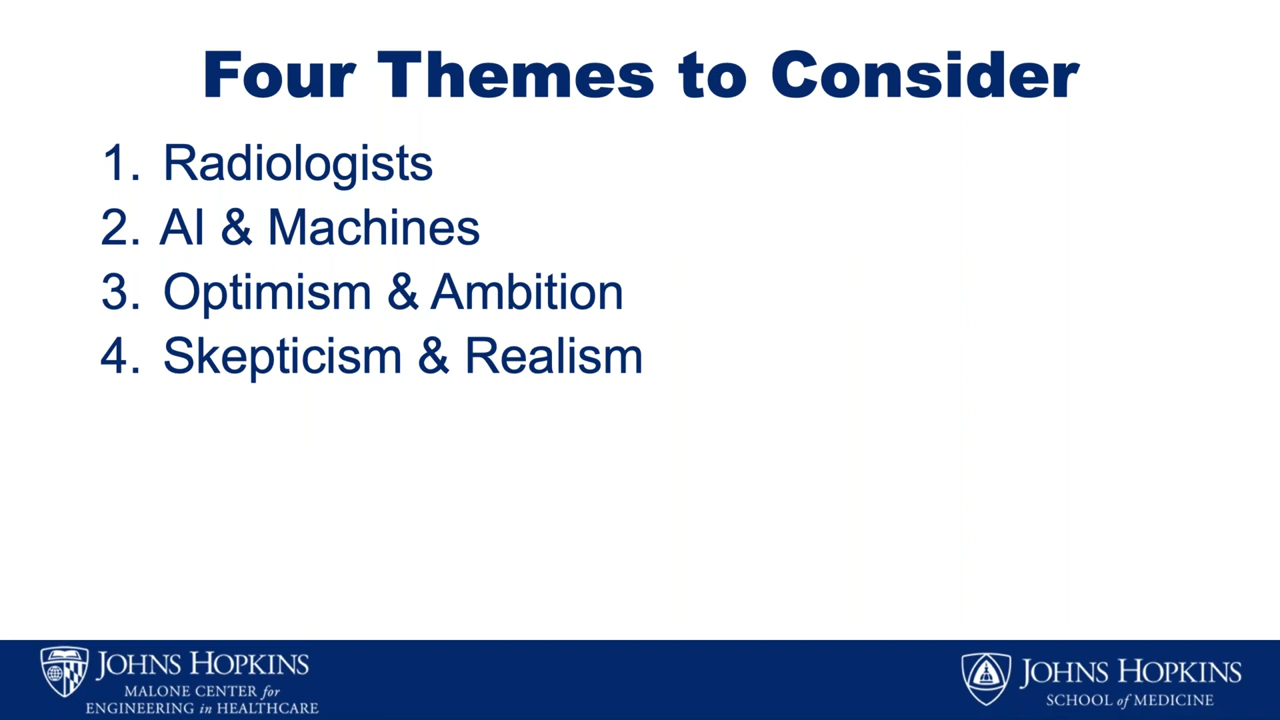 Four Themes to Consider
1. Radiologists
2. AI & Machines
3. Optimism & Ambition
4. Skepticism & Realism
JOHNS HOPKINS
MALONE CENTER for
ENGINEERING in HEALTHCARE
JOHNS HOPKINS
SCHOOL of MEDICINE